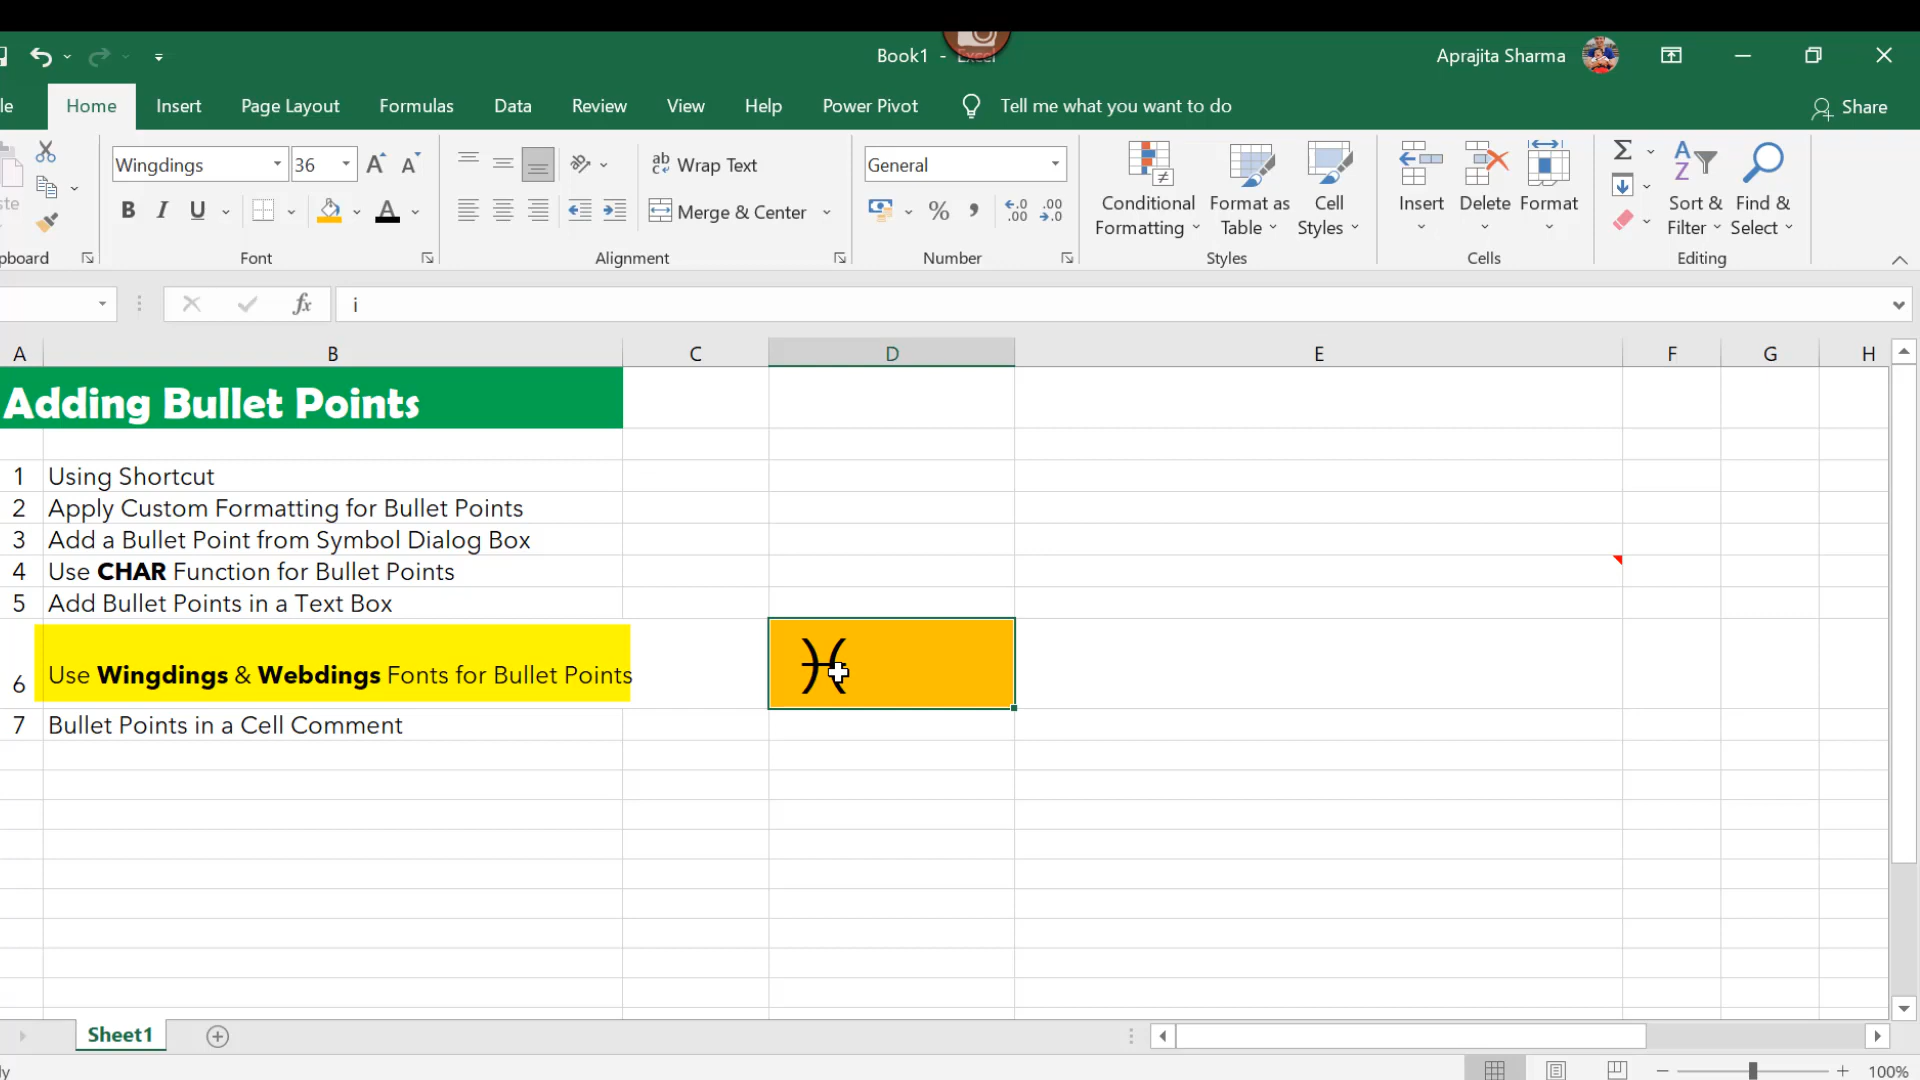 Book1 - Excel
Aprajita Sharma
le Home Insert Page Layout Formulas Data Review View Help Power Pivot Tell me what you want to do Share
Wingdings 36
Wrap Text
General
ste
B I U
Merge & Center
% ,
Conditional Formatting
Format as Table
Cell Styles
Insert Delete Format
Sort & Filter
Find & Select
pboard Font Alignment Number Styles Cells Editing
fx i
A B C D E F G H
Adding Bullet Points
1 Using Shortcut
2 Apply Custom Formatting for Bullet Points
3 Add a Bullet Point from Symbol Dialog Box
4 Use CHAR Function for Bullet Points
5 Add Bullet Points in a Text Box
6 Use Wingdings & Webdings Fonts for Bullet Points ♓
7 Bullet Points in a Cell Comment
Sheet1
100%